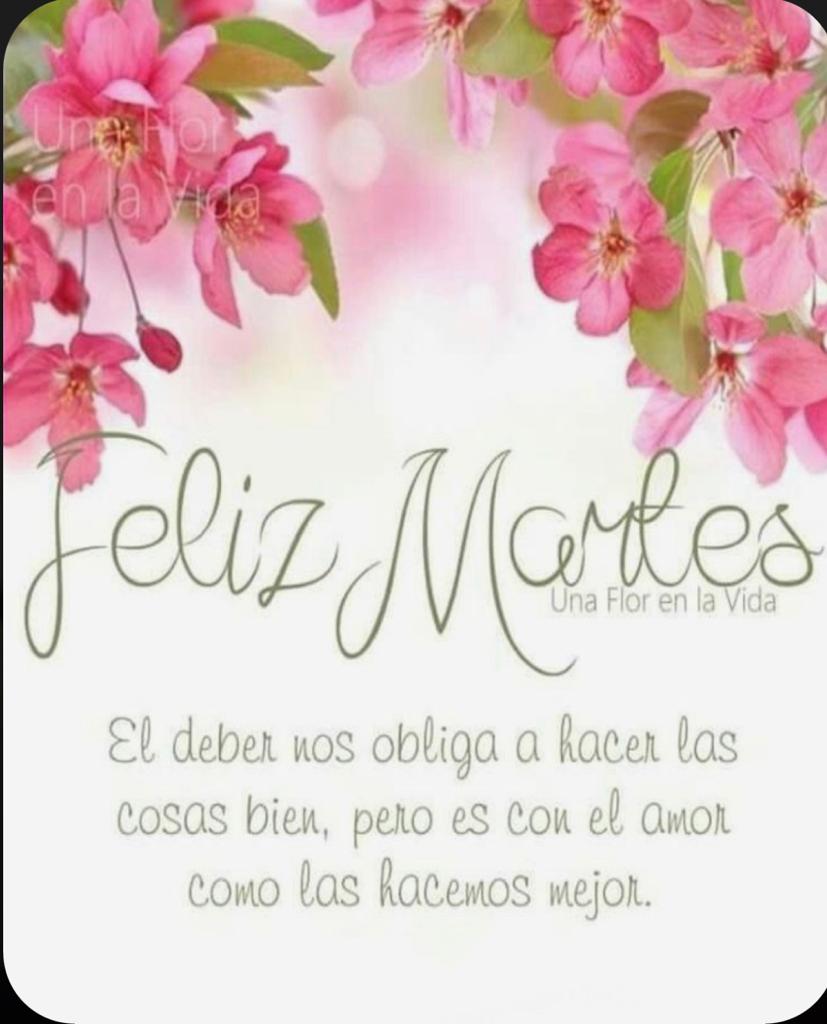 Una Flor
en la Vida
Feliz Martes
Una Flor en la Vida
El deber nos obliga a hacer las
cosas bien, pero es con el amor
como las hacemos mejor.